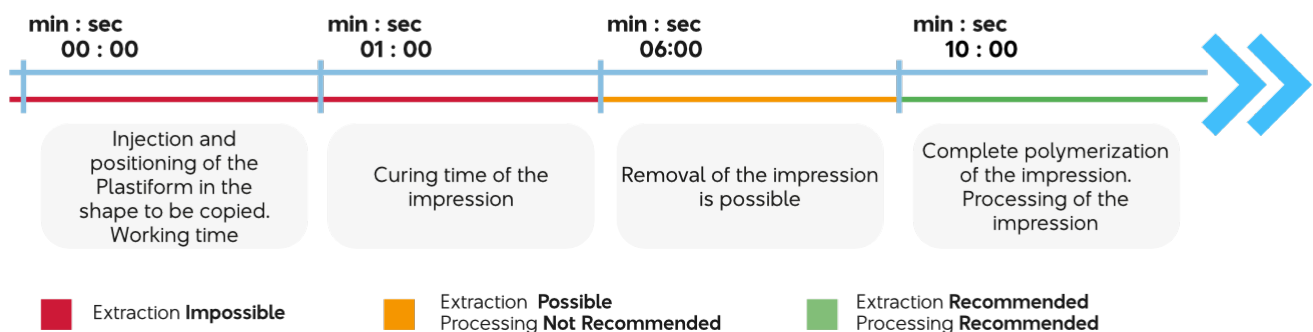 min : sec
00 : 00
min : sec
01 : 00
min : sec
06:00
min : sec
10 : 00
Injection and
positioning of the
Plastiform in the
shape to be copied.
Working time
Curing time of the
impression
Removal of the impression
is possible
Complete polymerization
of the impression.
Processing of the
impression
Extraction Impossible
Extraction Possible
Processing Not Recommended
Extraction Recommended
Processing Recommended